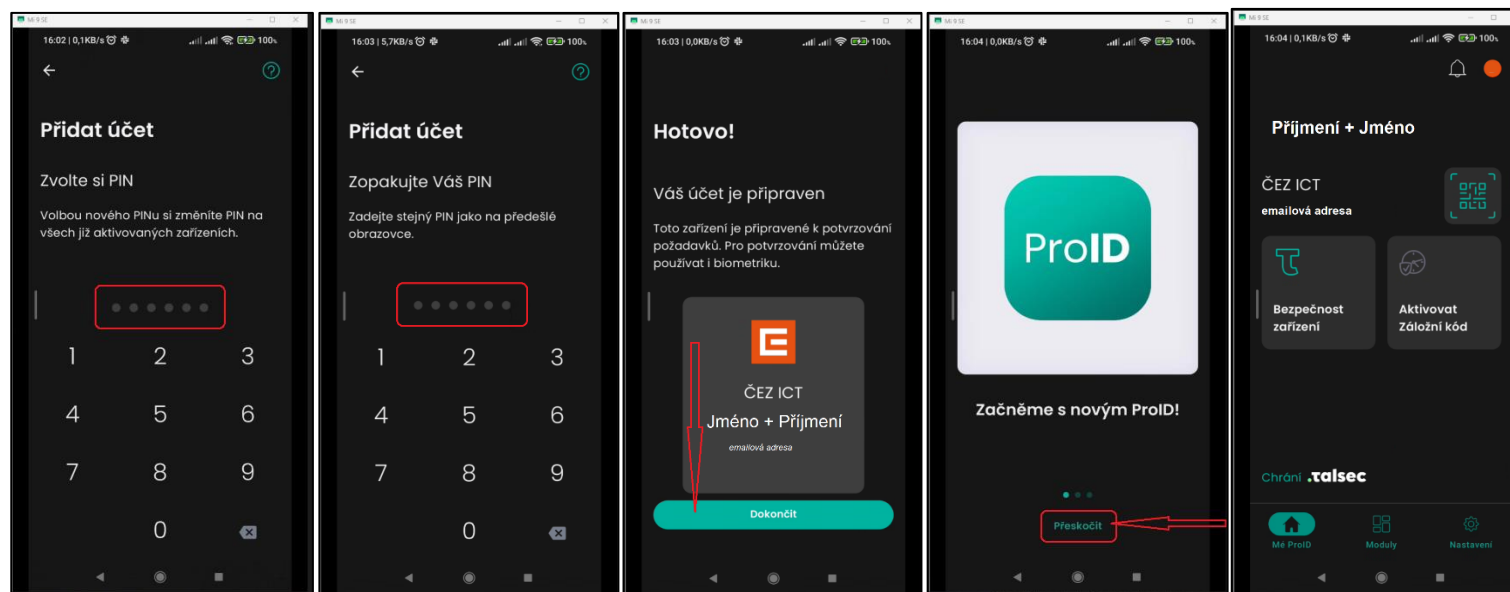 Mi 9 SE
16:02 | 0,1KB/s 100%
Přidat účet
Zvolte si PIN
Volbou nového PINu si změníte PIN na
všech již aktivovaných zařízeních.
1 2 3
4 5 6
7 8 9
0
Mi 9 SE
16:03 | 5,7KB/s 100%
?
Přidat účet
Zopakujte Váš PIN
Zadejte stejný PIN jako na předešlé
obrazovce.
1 2 3
4 5 6
7 8 9
0
Mi 9 SE
16:03 | 0,0KB/s 100%
Hotovo!
Váš účet je připraven
Toto zařízení je připravené k potvrzování
požadavků. Pro potvrzování můžete
používat i biometriku.
ČEZ ICT
Jméno + Příjmení
emailová adresa
Dokončit
Mi 9 SE
16:04 | 0,0KB/s 100%
ProID
Začněme s novým ProID!
Přeskočit
Mi 9 SE
16:04 | 0,1KB/s 100%
Příjmení + Jméno
ČEZ ICT
emailová adresa
Bezpečnost
zařízení
Aktivovat
Záložní kód
Chrání .talsec
Mé ProID Moduly Nastavení